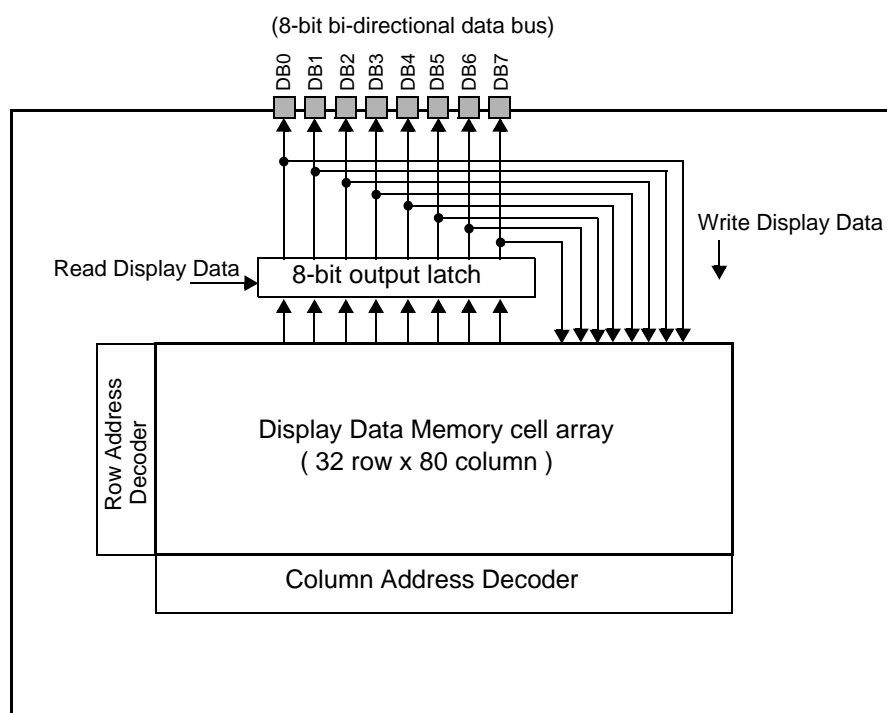 (8-bit bi-directional data bus)
DB0
DB1
DB2
DB3
DB4
DB5
DB6
DB7
Write Display Data
Read Display Data
8-bit output latch
Row Address
Decoder
Display Data Memory cell array
( 32 row x 80 column )
Column Address Decoder